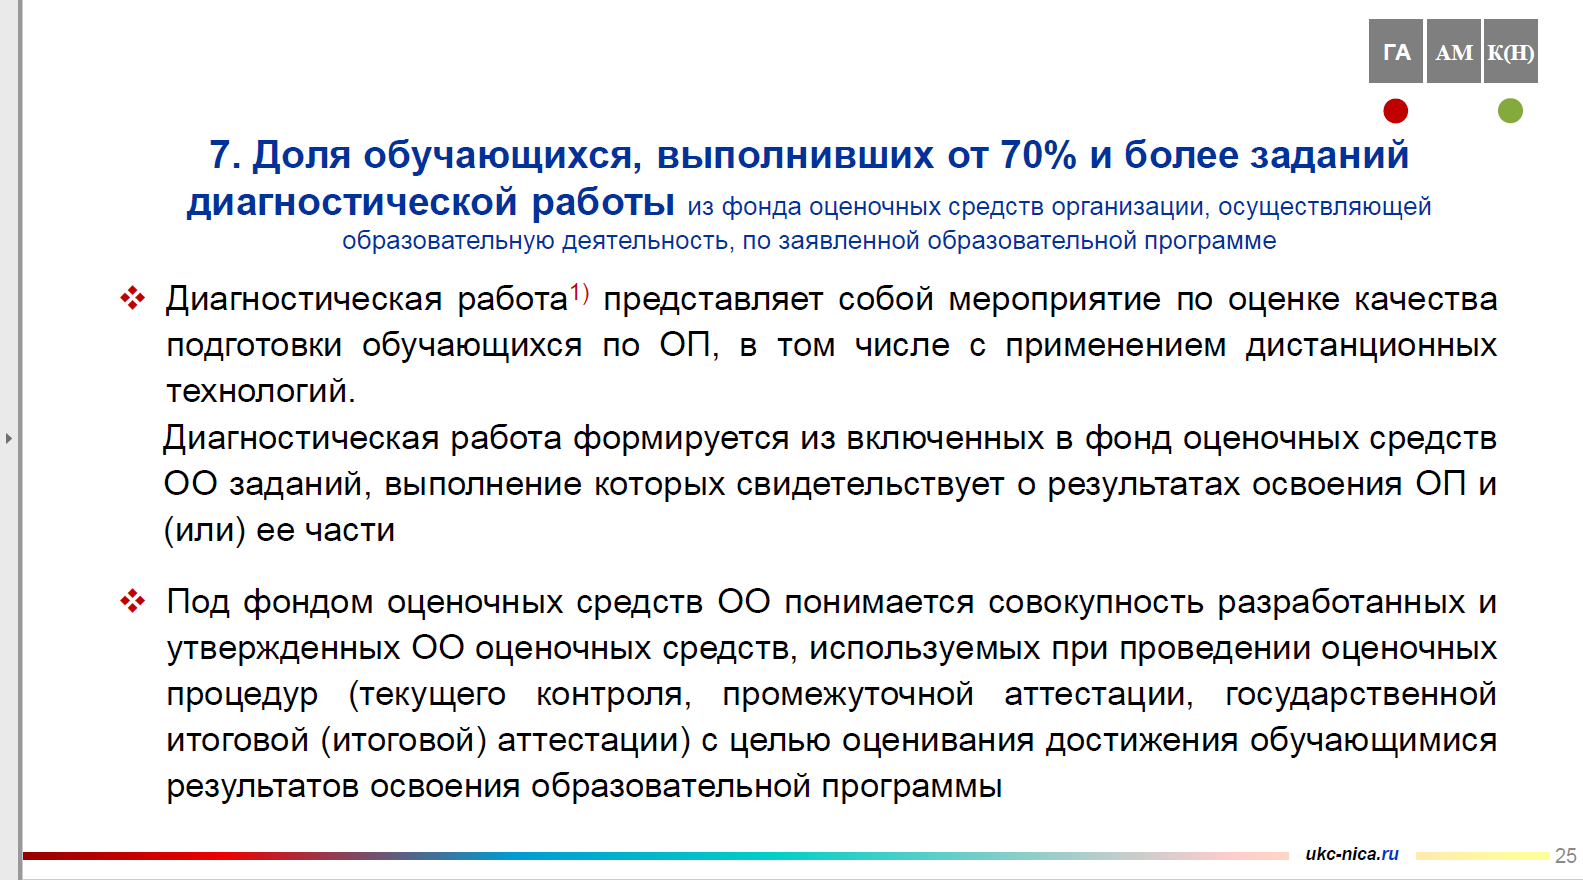 ГА АМ К(Н)
7. Доля обучающихся, выполнивших от 70% и более заданий
диагностической работы из фонда оценочных средств организации, осуществляющей
образовательную деятельность, по заявленной образовательной программе
Диагностическая работа1) представляет собой мероприятие по оценке качества
подготовки обучающихся по ОП, в том числе с применением дистанционных
технологий.
Диагностическая работа формируется из включенных в фонд оценочных средств
ОО заданий, выполнение которых свидетельствует о результатах освоения ОП и
(или) ее части
Под фондом оценочных средств ОО понимается совокупность разработанных и
утвержденных ОО оценочных средств, используемых при проведении оценочных
процедур (текущего контроля, промежуточной аттестации, государственной
итоговой (итоговой) аттестации) с целью оценивания достижения обучающимися
результатов освоения образовательной программы
ukc-nica.ru
25